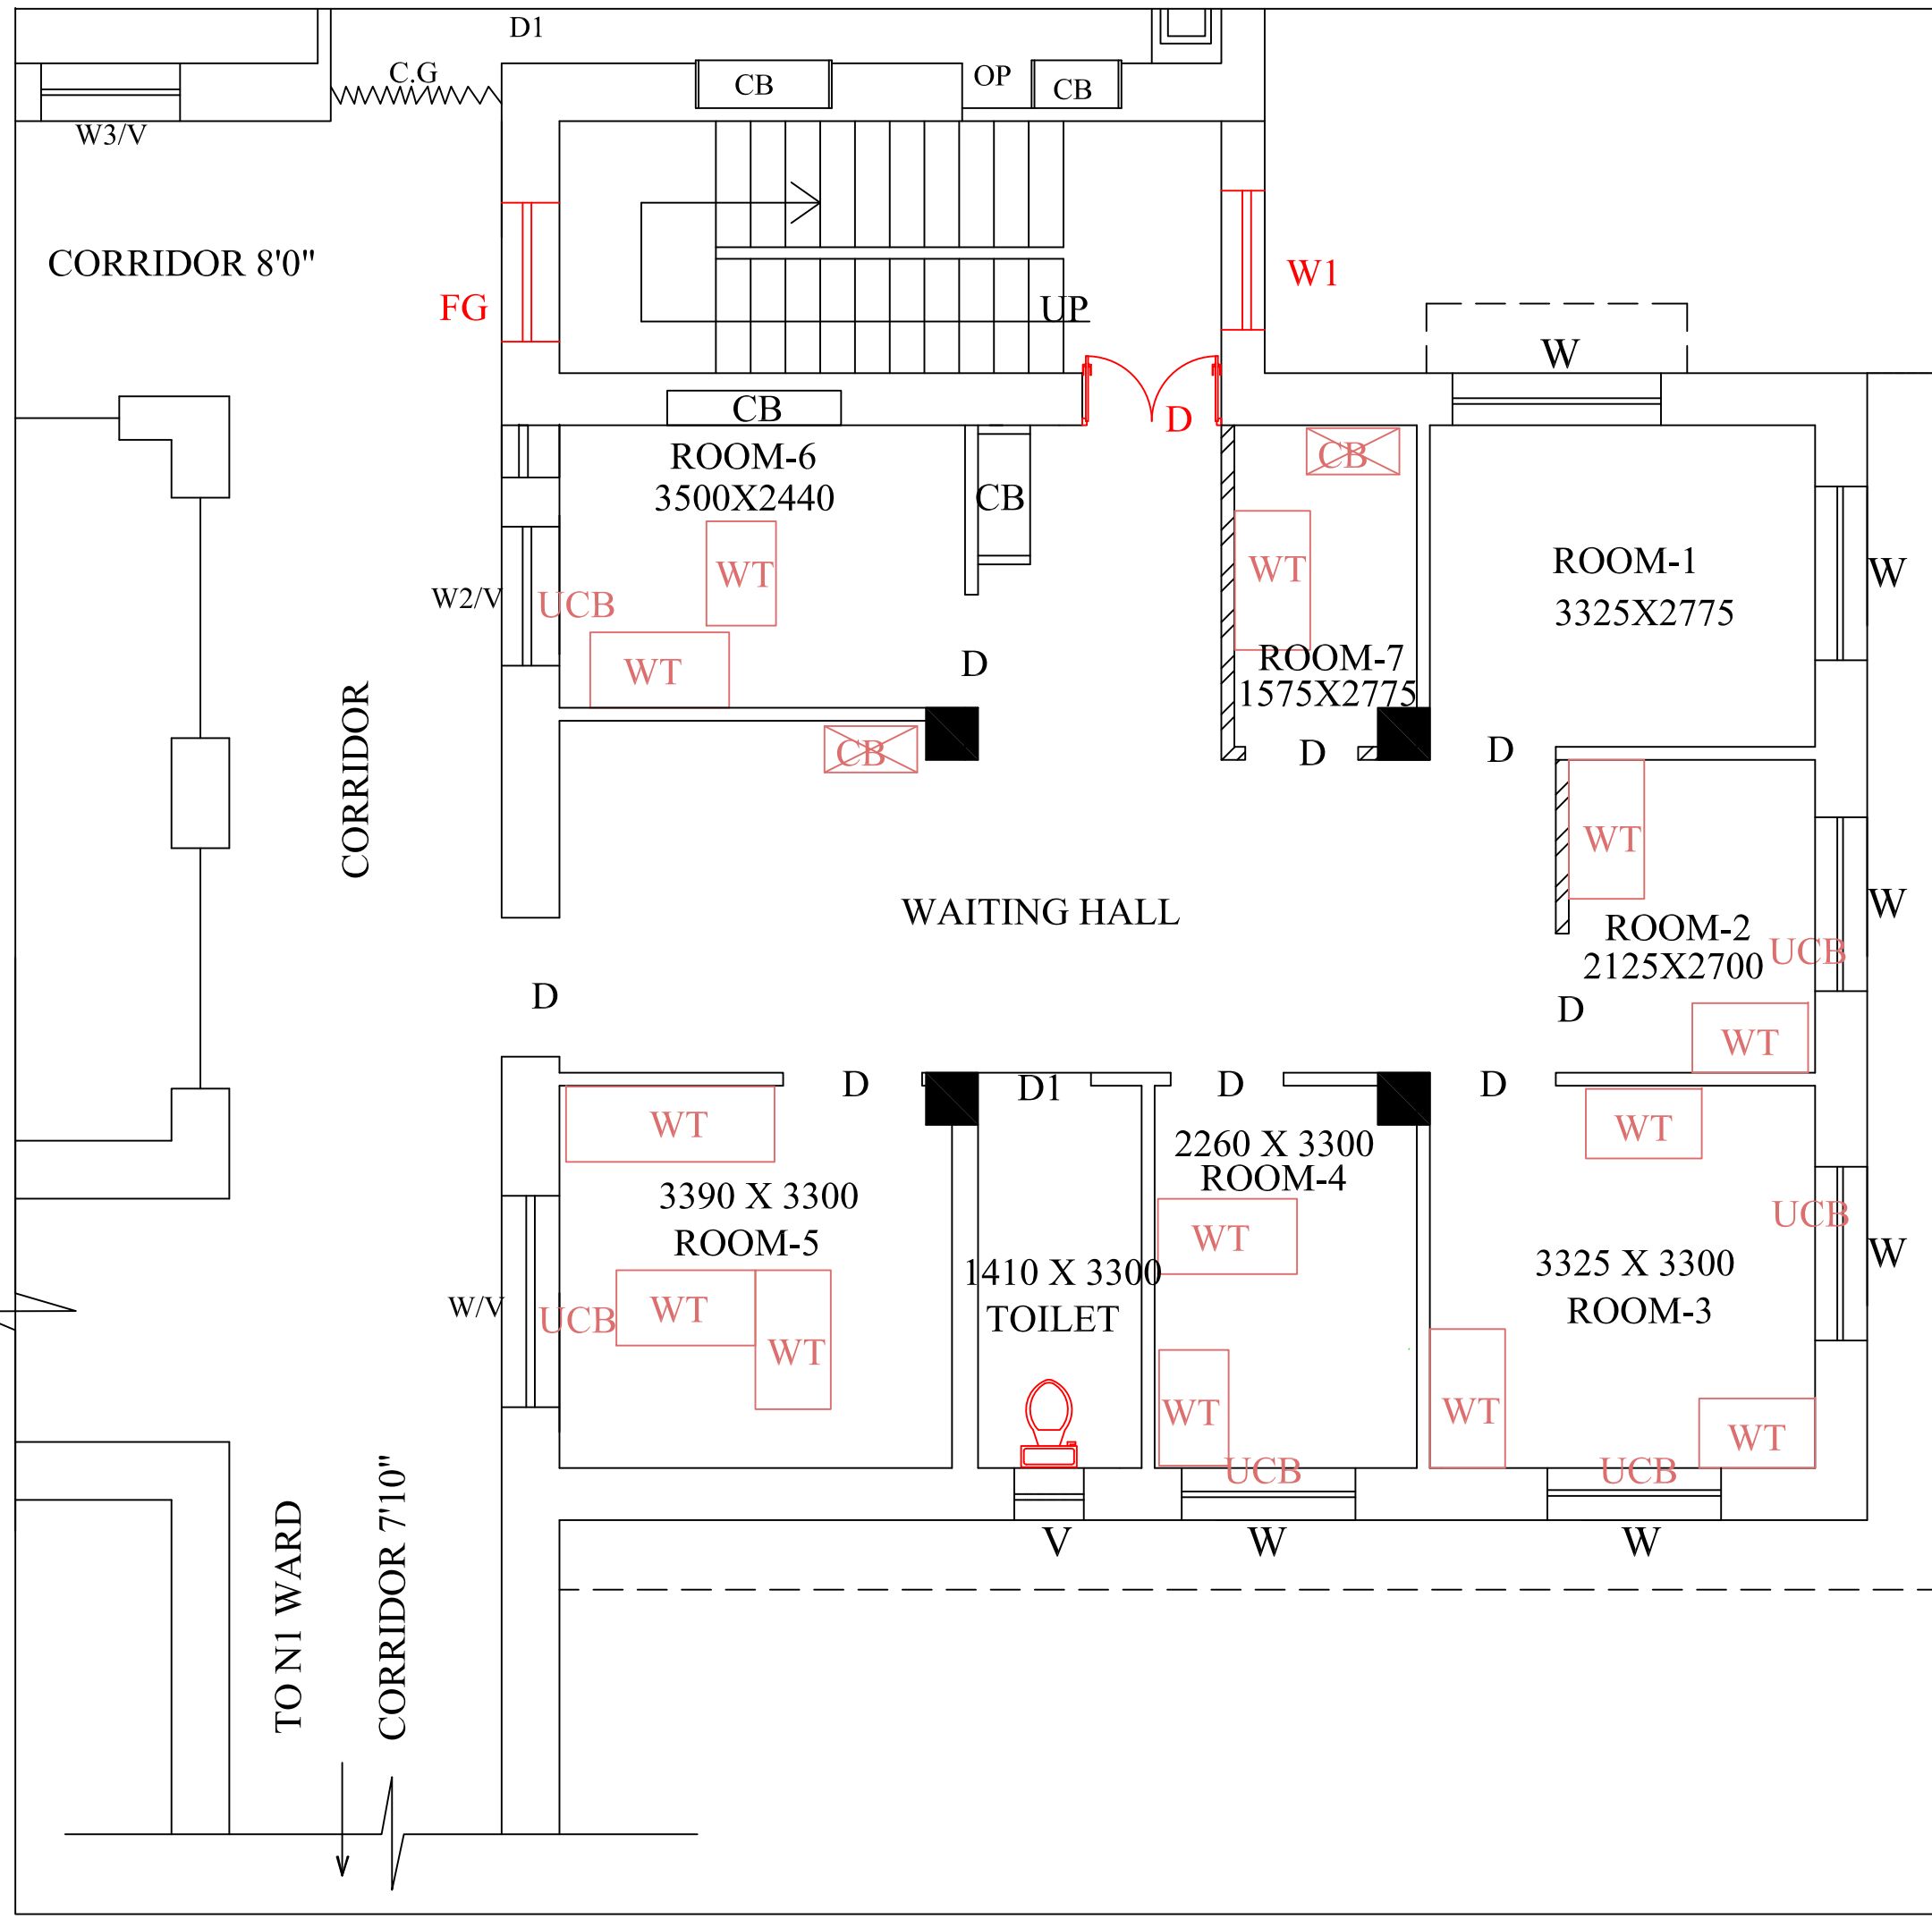 D1
C.G
CB
OP
CB
W3/V
CORRIDOR 8'0"
FG
UP
W1
W
CB
D
ROOM-6
3500X2440
CB
CB
WT
WT
ROOM-1
3325X2775
W
W2/V
UCB
WT
D
ROOM-7
1575X2775
CORRIDOR
CB
D
D
WT
WAITING HALL
W
ROOM-2
2125X2700
UCB
D
D
WT
D
D1
D
D
WT
2260 X 3300
ROOM-4
WT
3390 X 3300
ROOM-5
WT
UCB
W
1410 X 3300
TOILET
3325 X 3300
ROOM-3
W/V
UCB
WT
WT
WT
WT
WT
UCB
UCB
V
W
W
TO N1 WARD
CORRIDOR 7'10"